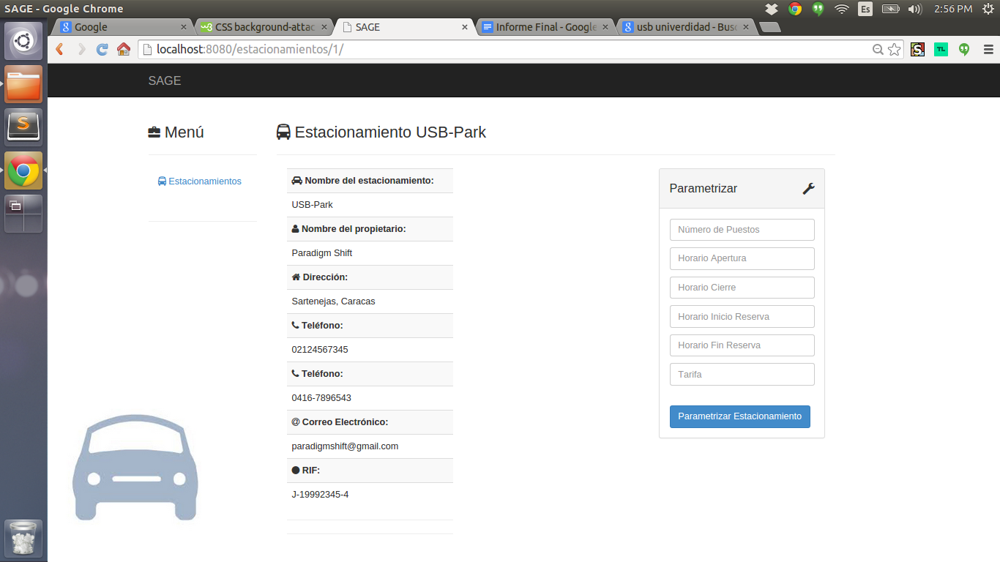 SAGE - Google Chrome
Es
2:56 PM
Google
CSS background-attac
SAGE
Informe Final - Google
usb univerdidad - Busc
localhost:8080/estacionamientos/1/
SAGE
Menú
Estacionamientos
Estacionamiento USB-Park
Nombre del estacionamiento:
USB-Park
Nombre del propietario:
Paradigm Shift
Dirección:
Sartenejas, Caracas
Teléfono:
02124567345
Teléfono:
0416-7896543
Correo Electrónico:
paradigmshift@gmail.com
RIF:
J-19992345-4
Parametrizar
Número de Puestos
Horario Apertura
Horario Cierre
Horario Inicio Reserva
Horario Fin Reserva
Tarifa
Parametrizar Estacionamiento